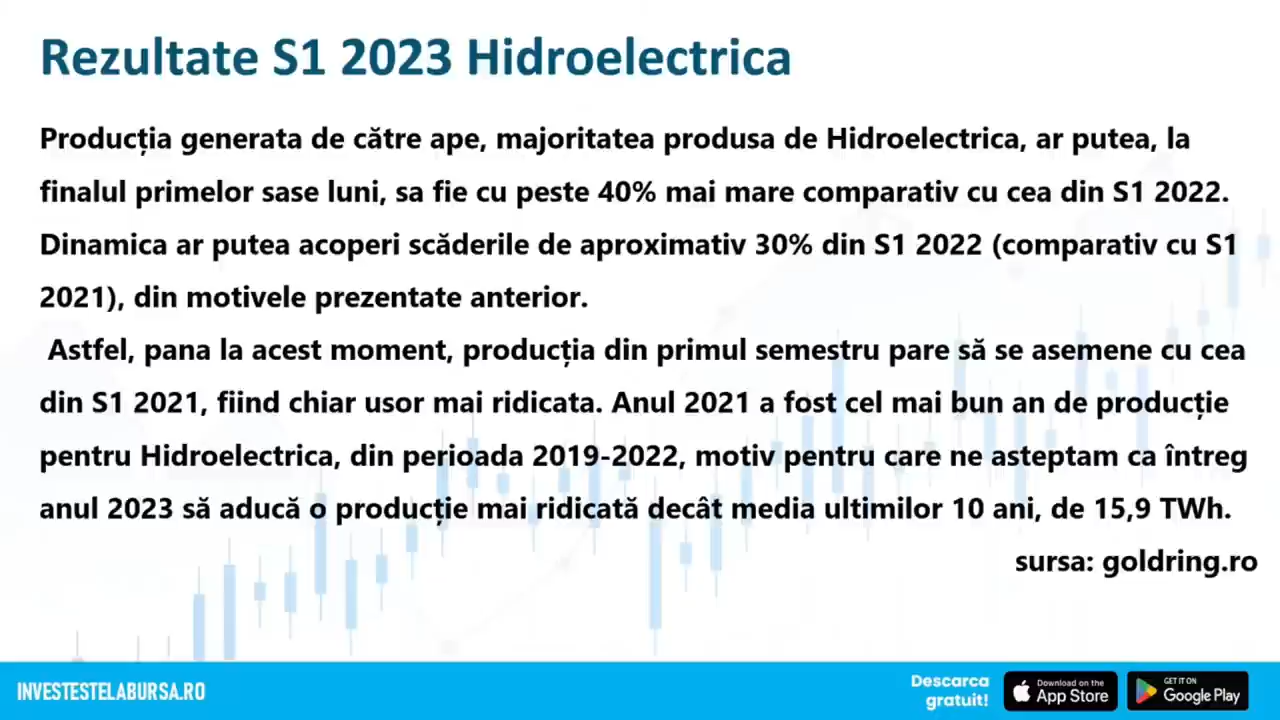 Rezultate S1 2023 Hidroelectrica
Producția generata de către ape, majoritatea produsa de Hidroelectrica, ar putea, la
finalul primelor sase luni, sa fie cu peste 40% mai mare comparativ cu cea din S1 2022.
Dinamica ar putea acoperi scăderile de aproximativ 30% din S1 2022 (comparativ cu S1
2021), din motivele prezentate anterior.
Astfel, pana la acest moment, producția din primul semestru pare să se asemene cu cea
din S1 2021, fiind chiar usor mai ridicata. Anul 2021 a fost cel mai bun an de producție
pentru Hidroelectrica, din perioada 2019-2022, motiv pentru care ne asteptam ca întreg
anul 2023 să aducă o producție mai ridicată decât media ultimilor 10 ani, de 15,9 TWh.
sursa: goldring.ro
INVESTESTELABURSA.RO
Descarca
gratuit!
Download on the
App Store
GET IT ON
Google Play